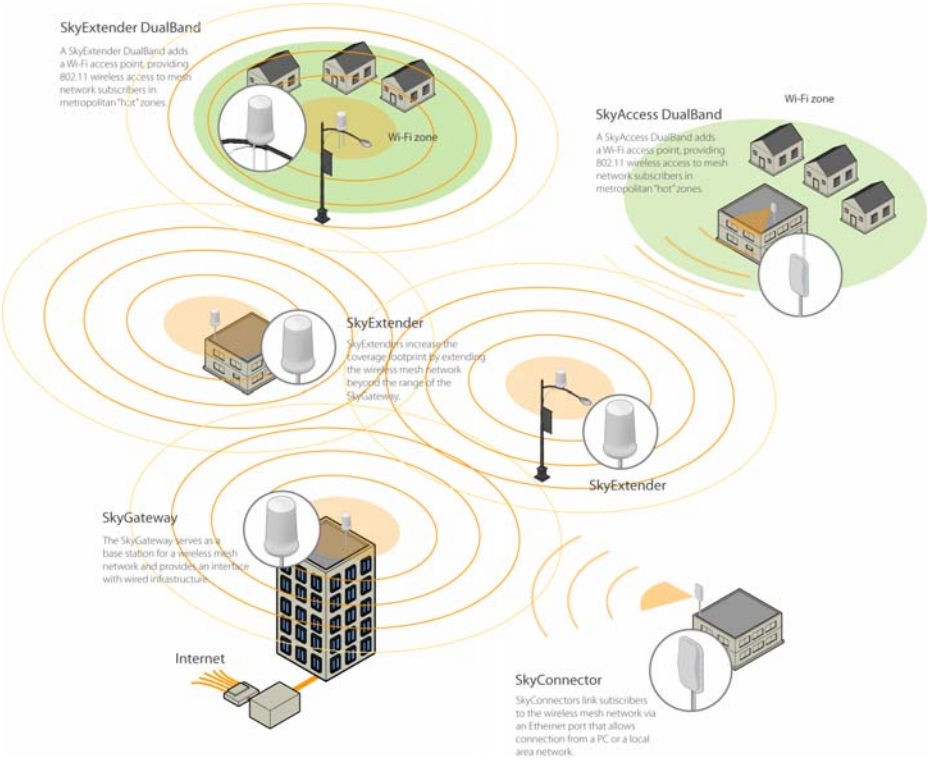 SkyExtender DualBand
A SkyExtender DualBand adds
a Wi-Fi access point, providing
802.11 wireless access to mesh
network subscribers in
metropolitan "hot" zones.
Wi-Fi zone
Wi-Fi zone
SkyAccess DualBand
A SkyAccess DualBand adds
a Wi-Fi access point, providing
802.11 wireless access to mesh
network subscribers in
metropolitan "hot" zones.
SkyExtender
SkyExtenders increase the
coverage footprint by extending
the wireless mesh network
beyond the range of the
SkyGateway.
SkyExtender
SkyGateway
The SkyGateway serves as a
base station for a wireless mesh
network and provides an interface
with wired infrastructure.
Internet
SkyConnector
SkyConnectors link subscribers
to the wireless mesh network via
an Ethernet port that allows
connection from a PC or a local
area network.